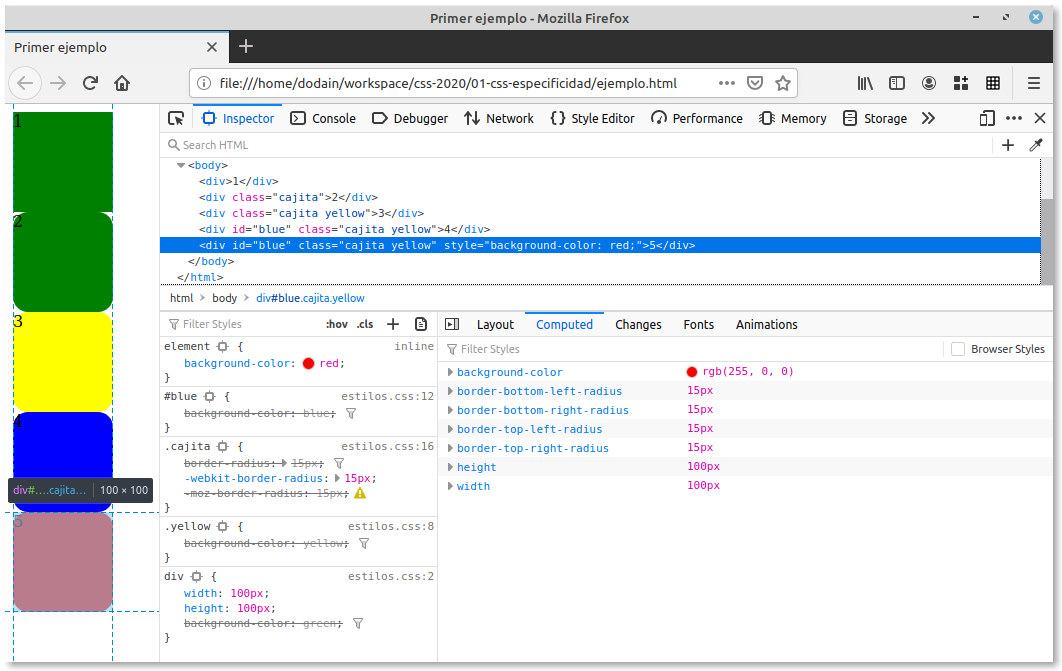 Primer ejemplo - Mozilla Firefox
Primer ejemplo
file:///home/dodain/workspace/css-2020/01-css-especificidad/ejemplo.html
1
2
3
4
div#....cajita... 100 × 100
5
Inspector Console Debugger Network Style Editor Performance Memory Storage
Search HTML
<body>
<div>1</div>
<div class="cajita">2</div>
<div class="cajita yellow">3</div>
<div id="blue" class="cajita yellow">4</div>
<div id="blue" class="cajita yellow" style="background-color: red;">5</div>
</body>
</html>
html > body > div#blue.cajita.yellow
Filter Styles :hov .cls
element { inline
background-color: red;
}
#blue { estilos.css:12
background-color: blue;
}
.cajita { estilos.css:16
border-radius: 15px;
-webkit-border-radius: 15px;
-moz-border-radius: 15px;
}
.yellow { estilos.css:8
background-color: yellow;
}
div { estilos.css:2
width: 100px;
height: 100px;
background-color: green;
}
Layout Computed Changes Fonts Animations
Filter Styles Browser Styles
background-color rgb(255, 0, 0)
border-bottom-left-radius 15px
border-bottom-right-radius 15px
border-top-left-radius 15px
border-top-right-radius 15px
height 100px
width 100px